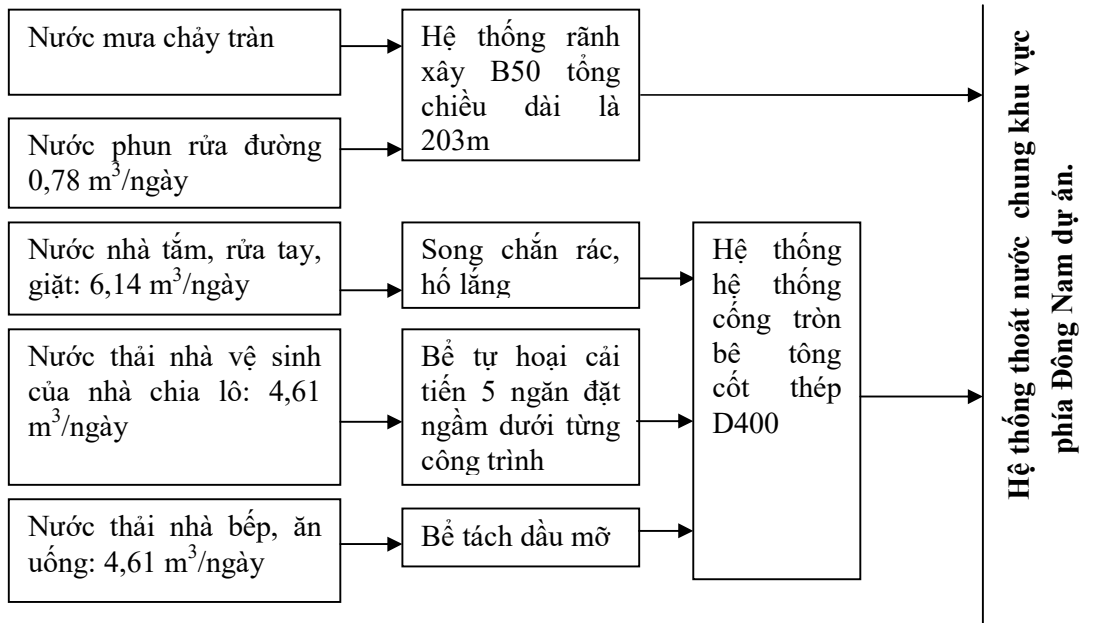 Nước mưa chảy tràn
Hệ thống rãnh
xây B50 tổng
chiều dài là
203m
Nước phun rửa đường
0,78 m³/ngày
Nước nhà tắm, rửa tay,
giặt: 6,14 m³/ngày
Song chắn rác,
hố lắng
Hệ thống
hệ thống
cống tròn
bê tông
cốt thép
D400
Nước thải nhà vệ sinh
của nhà chia lô: 4,61
m³/ngày
Bể tự hoại cải
tiến 5 ngăn đặt
ngầm dưới từng
công trình
Nước thải nhà bếp, ăn
uống: 4,61 m³/ngày
Bể tách dầu mỡ
Hệ thống thoát nước chung khu vực
phía Đông Nam dự án.